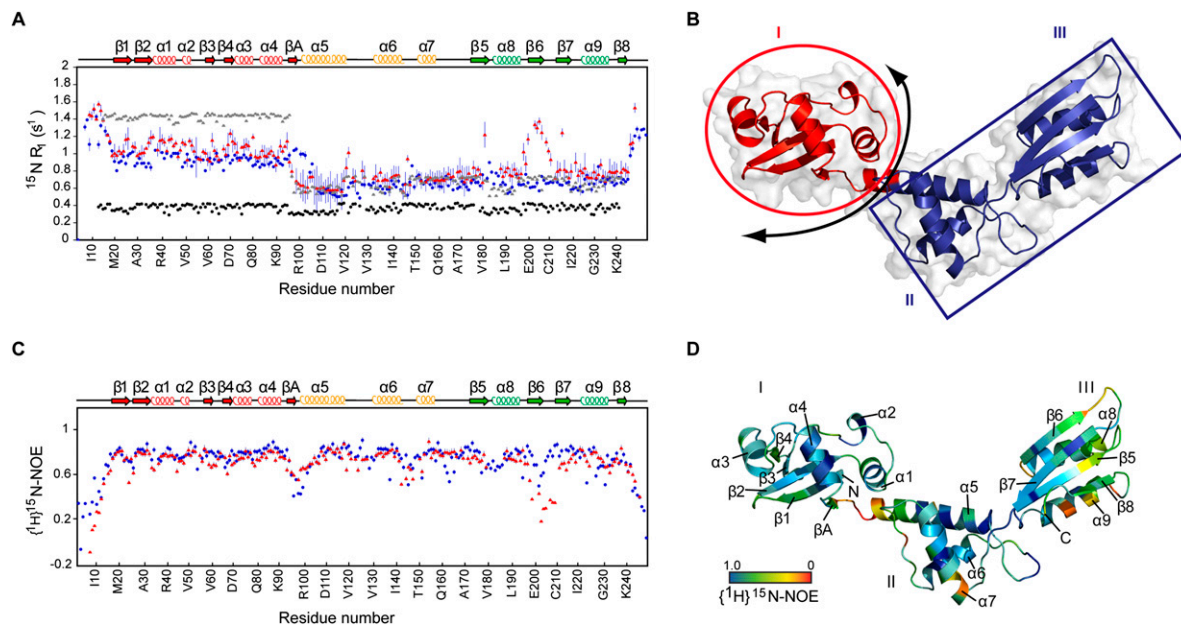 A
β1 β2 α1 α2 β3 β4 α3 α4 βA α5 α6 α7 β5 α8 β6 β7 α9 β8
2
1.8
1.6
1.4
1.2
1
0.8
0.6
0.4
0.2
0
15N R1 (s1)
I10 M20 A30 R40 V50 V60 D70 Q80 K90 R100 D110 V120 V130 I140 T150 Q160 A170 V180 L190 E200 C210 I220 G230 K240
Residue number
B
I
III
II
C
β1 β2 α1 α2 β3 β4 α3 α4 βA α5 α6 α7 β5 α8 β6 β7 α9 β8
1
0.6
0.2
-0.2
{1H}15N-NOE
I10 M20 A30 R40 V50 V60 D70 Q80 K90 R100 D110 V120 V130 I140 T150 Q160 A170 V180 L190 E200 C210 I220 G230 K240
Residue number
D
I
III
α4
α2
β6
α8
β4
α3
β5
β3
α1
α5
β7
N
β2
β8
β1
α9
βA
C
α6
1.0 0
II
{1H}15N-NOE
α7